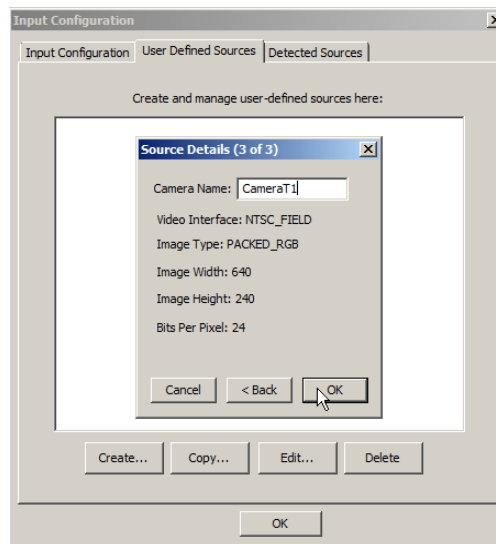 Input Configuration
Input Configuration User Defined Sources Detected Sources
Create and manage user-defined sources here:
Source Details (3 of 3)
Camera Name: CameraT1
Video Interface: NTSC_FIELD
Image Type: PACKED_RGB
Image Width: 640
Image Height: 240
Bits Per Pixel: 24
Cancel < Back OK
Create... Copy... Edit... Delete
OK